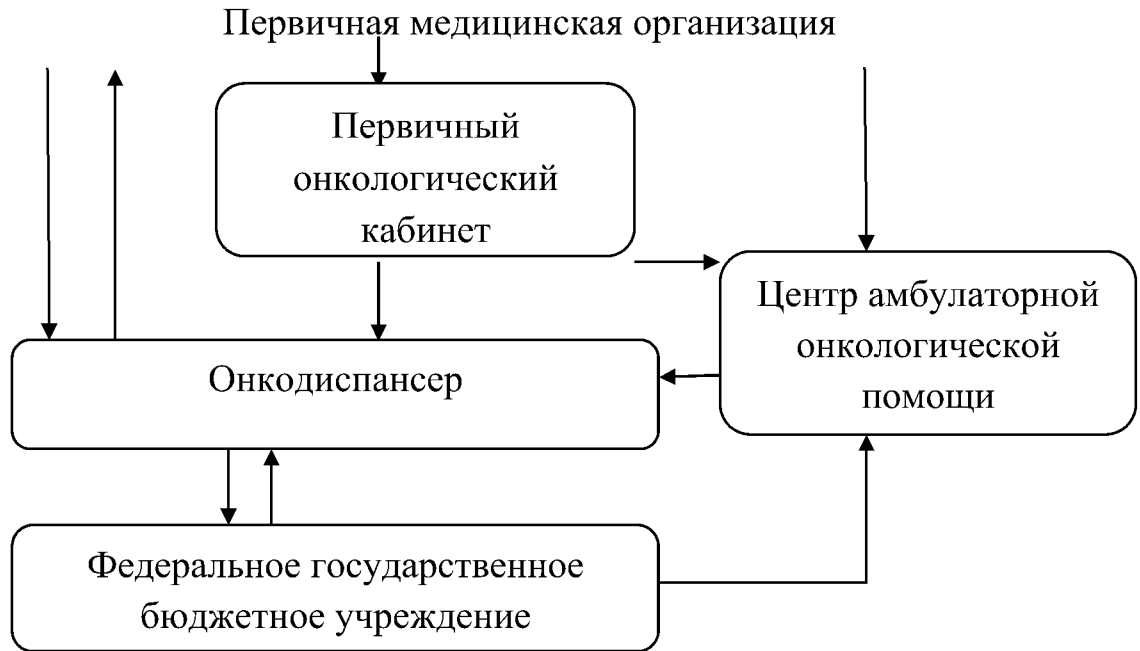 Первичная медицинская организация
Первичный
онкологический
кабинет
Центр амбулаторной
онкологической
помощи
Онкодиспансер
Федеральное государственное
бюджетное учреждение